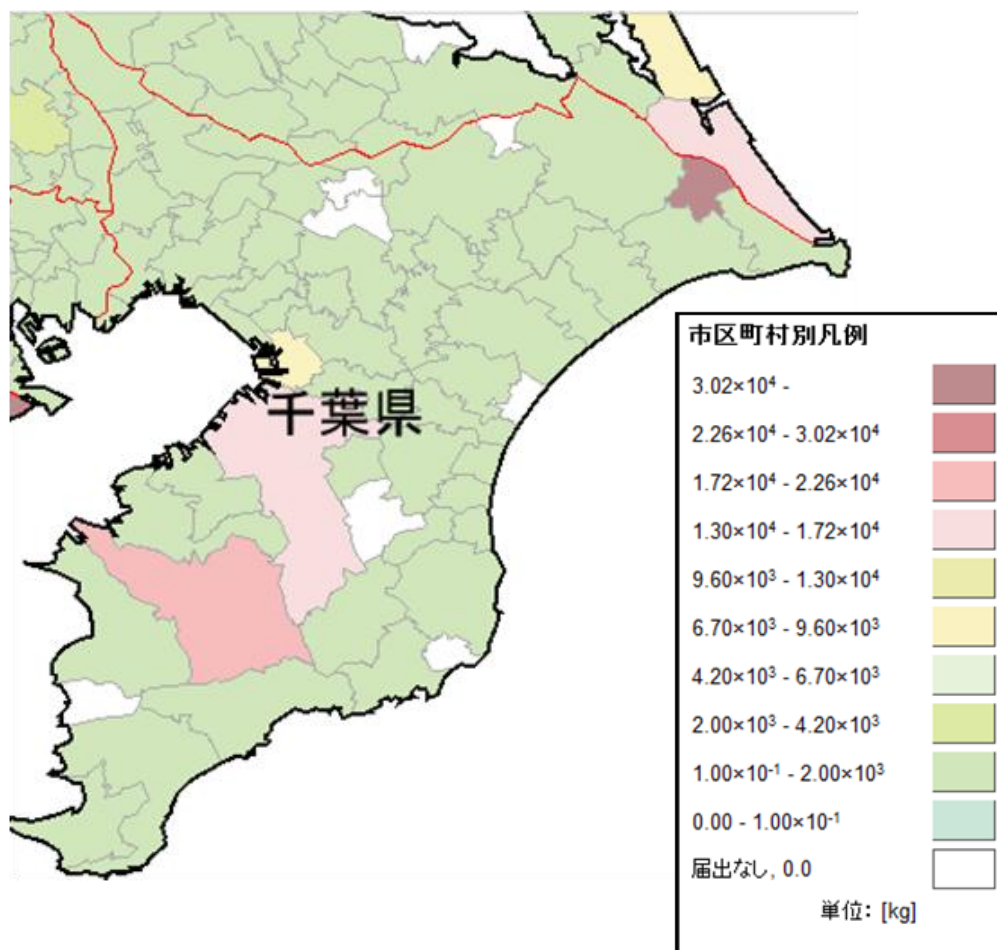 千葉県
市区町村別凡例
3.02×10⁴ -
2.26×10⁴ - 3.02×10⁴
1.72×10⁴ - 2.26×10⁴
1.30×10⁴ - 1.72×10⁴
9.60×10³ - 1.30×10⁴
6.70×10³ - 9.60×10³
4.20×10³ - 6.70×10³
2.00×10³ - 4.20×10³
1.00×10⁻¹ - 2.00×10³
0.00 - 1.00×10⁻¹
届出なし, 0.0
単位: [kg]